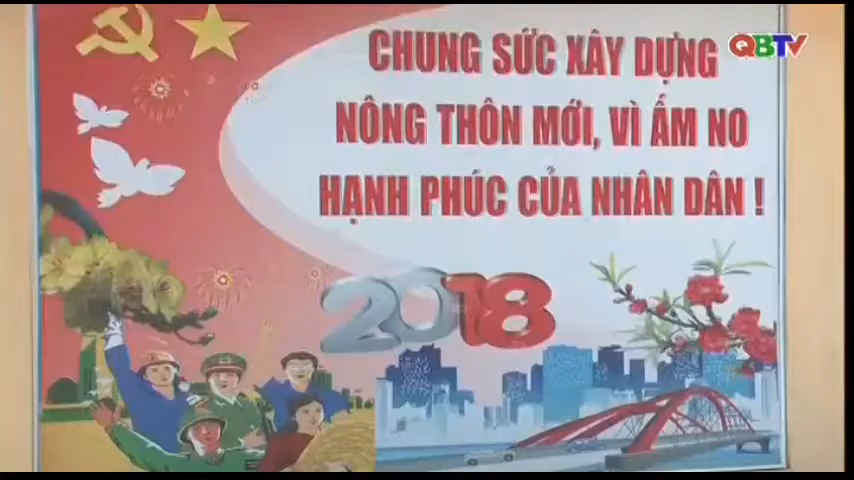 QBTV
CHUNG SỨC XÂY DỰNG
NÔNG THÔN MỚI, VÌ ẤM NO
HẠNH PHÚC CỦA NHÂN DÂN !
2018